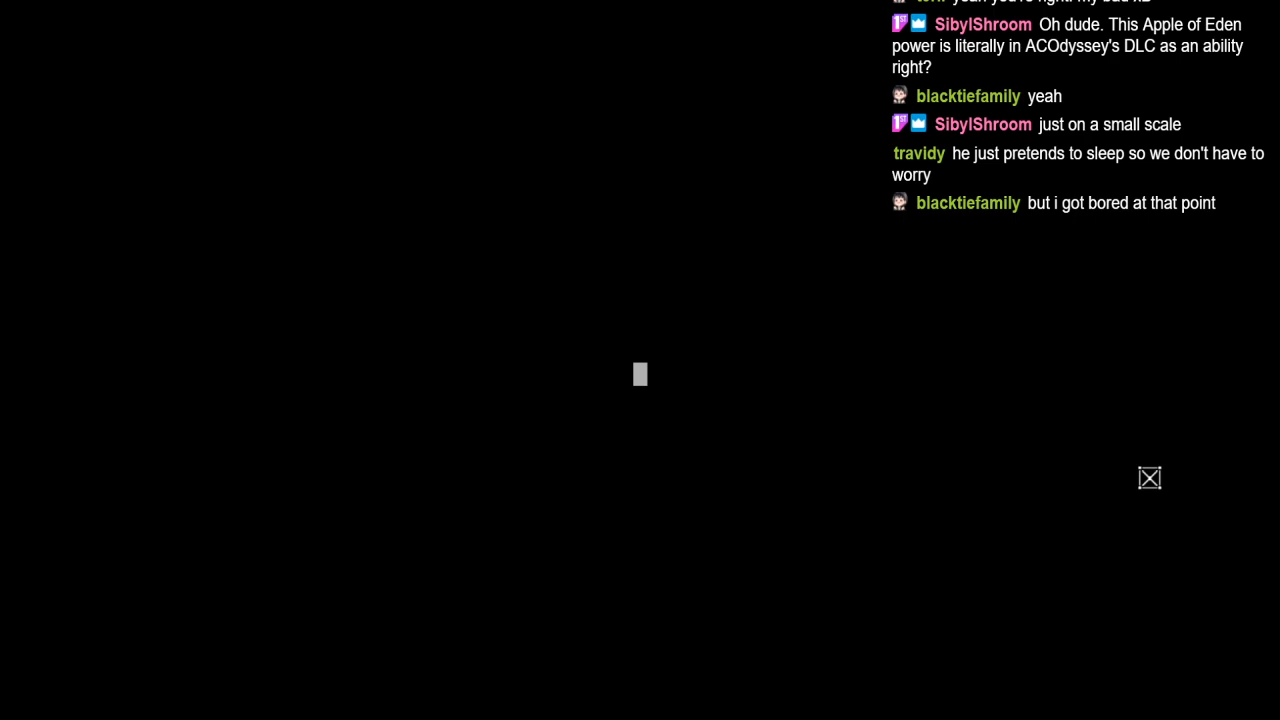 SibylShroom Oh dude. This Apple of Eden
power is literally in ACOdyssey's DLC as an ability
right?
blacktiefamily yeah
SibylShroom just on a small scale
travidy he just pretends to sleep so we don't have to
worry
blacktiefamily but i got bored at that point